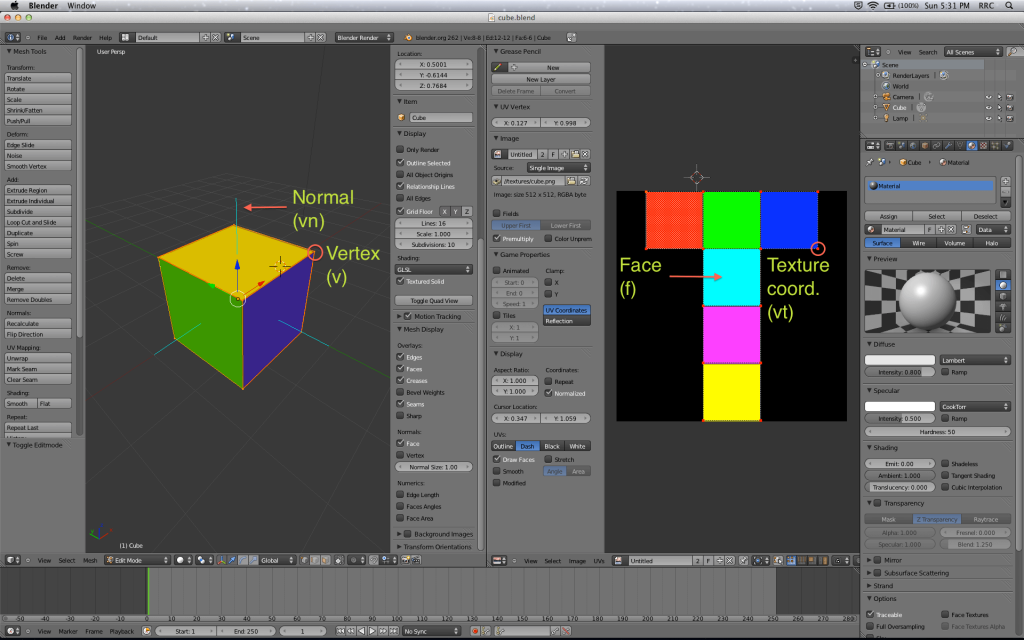 Blender Window
(100%) Sun 5:31 PM RRC
cube.blend
File Add Render Help Default Scene Blender Render blender.org 262 | Ve:8-8 | Ed:12-12 | Fa:6-6 | Cube
View Search All Scenes
Mesh Tools
Transform:
Translate
Rotate
Scale
Shrink/Fatten
Push/Pull
Deform:
Edge Slide
Noise
Smooth Vertex
Add:
Extrude Region
Extrude Individual
Subdivide
Loop Cut and Slide
Duplicate
Spin
Screw
Remove:
Delete
Merge
Remove Doubles
Normals:
Recalculate
Flip Direction
UV Mapping:
Unwrap
Mark Seam
Clear Seam
Shading:
Smooth Flat
Repeat:
Repeat Last
Toggle Editmode
User Persp
Normal
(vn)
Vertex
(v)
(1) Cube
Location:
X: 0.5001
Y: -0.6144
Z: 0.7684
Item
Cube
Display
Only Render
Outline Selected
All Object Origins
Relationship Lines
All Edges
Grid Floor X Y Z
Lines: 16
Scale: 1.000
Subdivisions: 10
Shading:
GLSL
Textured Solid
Toggle Quad View
Motion Tracking
Mesh Display
Overlays:
Edges
Faces
Creases
Bevel Weights
Seams
Sharp
Normals:
Face
Vertex
Normal Size: 1.00
Numerics:
Edge Length
Face Angles
Face Area
Background Images
Transform Orientations
Grease Pencil
New
New Layer
Delete Frame Convert
UV Vertex
X: 0.127 Y: 0.998
Image
Untitled 2 F
Source: Single Image
//textures/cube.png
Image: size 512 x 512, RGBA byte
Fields
Upper First Lower First
Premultiply Color Unprem
Game Properties
Animated Clamp:
Start: 0 X
End: 0 Y
Speed: 1
Tiles UV Coordinates
X: 1 Reflection
Y: 1
Display
Aspect Ratio: Coordinates:
X: 1.000 Repeat
Y: 1.000 Normalized
Cursor Location:
X: 0.347 Y: 1.059
UVs:
Outline Dash Black White
Draw Faces Stretch
Smooth Angle Area
Modified
Face
(f)
Texture
coord.
(vt)
Scene
RenderLayers
World
Camera
Cube
Lamp
Cube Material
Material
Assign Select Deselect
Material F Data
Surface Wire Volume Halo
Preview
Diffuse
Lambert
Intensity: 0.800 Ramp
Specular
CookTorr
Intensity: 0.500 Ramp
Hardness: 50
Shading
Emit: 0.00 Shadeless
Ambient: 1.000 Tangent Shading
Translucency: 0.000 Cubic Interpolation
Transparency
Mask Z Transparency Raytrace
Alpha: 1.000 Fresnel: 0.000
Specular: 1.000 Blend: 1.250
Mirror
Subsurface Scattering
Strand
Options
Traceable Face Textures
Full Oversampling
View Select Mesh Edit Mode Global
View Select Image UVs Untitled 2 F
-50 -40 -30 -20 -10 0 10 20 30 40 50 60 70 80 90 100 110 120 130 140 150 160 170 180 190 200 210 220 230 240 250 260 270 280
View Marker Frame Playback Start: 1 End: 250 1 No Sync